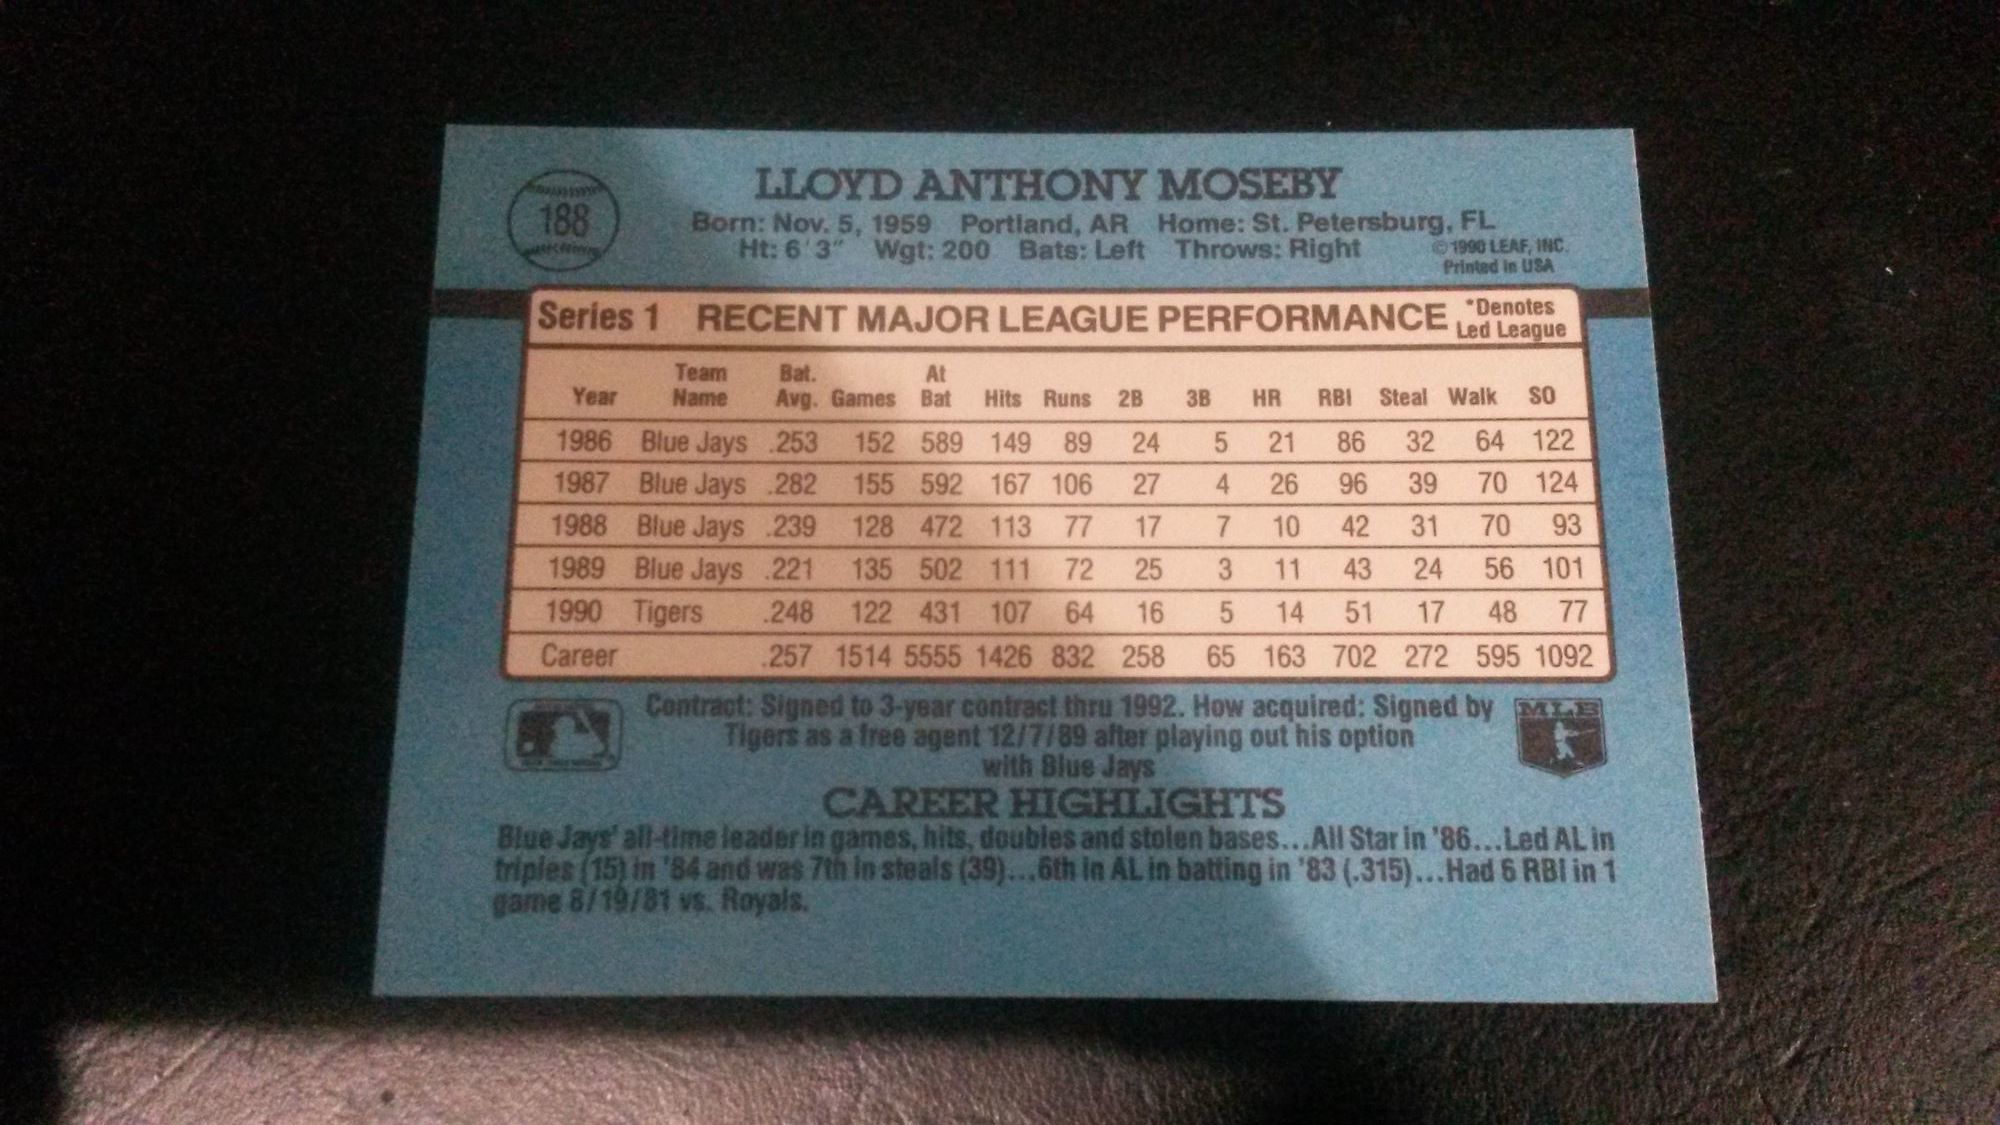 188
LLOYD ANTHONY MOSEBY
Born: Nov. 5, 1959 Portland, AR Home: St. Petersburg, FL
Ht: 6'3" Wgt: 200 Bats: Left Throws: Right
© 1990 LEAF, INC.
Printed in USA
Series 1 RECENT MAJOR LEAGUE PERFORMANCE *Denotes Led League
Year Team Name Bat. Avg. Games At Bat Hits Runs 2B 3B HR RBI Steal Walk SO
1986 Blue Jays .253 152 589 149 89 24 5 21 86 32 64 122
1987 Blue Jays .282 155 592 167 106 27 4 26 96 39 70 124
1988 Blue Jays .239 128 472 113 77 17 7 10 42 31 70 93
1989 Blue Jays .221 135 502 111 72 25 3 11 43 24 56 101
1990 Tigers .248 122 431 107 64 16 5 14 51 17 48 77
Career .257 1514 5555 1426 832 258 65 163 702 272 595 1092
Contract: Signed to 3-year contract thru 1992. How acquired: Signed by
Tigers as a free agent 12/7/89 after playing out his option
with Blue Jays
MLB
CAREER HIGHLIGHTS
Blue Jays' all-time leader in games, hits, doubles and stolen bases...All Star in '86...Led AL in
triples (15) in '84 and was 7th in steals (39)...6th in AL in batting in '83 (.315)...Had 6 RBI in 1
game 8/19/81 vs. Royals.